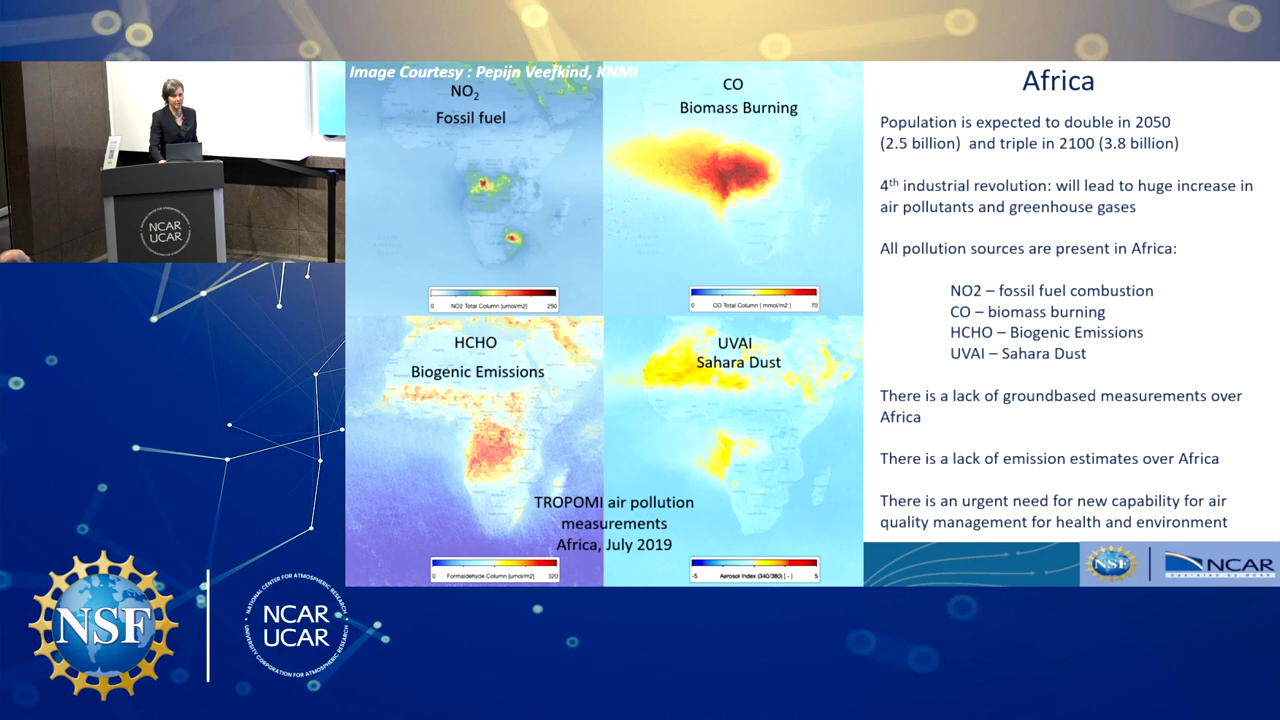 NCAR
UCAR
Image Courtesy : Pepijn Veefkind, KNMI
NO2
Fossil fuel
0 NO2 Total Column [umol/m2] 250
CO
Biomass Burning
0 CO Total Column [ mmol/m2 ] 70
HCHO
Biogenic Emissions
0 Formaldehyde Column [umol/m2] 320
UVAI
Sahara Dust
-5 Aerosol Index (340/380) [ - ] 5
TROPOMI air pollution
measurements
Africa, July 2019
Africa
Population is expected to double in 2050
(2.5 billion) and triple in 2100 (3.8 billion)
4th industrial revolution: will lead to huge increase in
air pollutants and greenhouse gases
All pollution sources are present in Africa:
NO2 – fossil fuel combustion
CO – biomass burning
HCHO – Biogenic Emissions
UVAI – Sahara Dust
There is a lack of groundbased measurements over
Africa
There is a lack of emission estimates over Africa
There is an urgent need for new capability for air
quality management for health and environment
NSF
NCAR
NSF
NATIONAL CENTER FOR ATMOSPHERIC RESEARCH
NCAR
UCAR
UNIVERSITY CORPORATION FOR ATMOSPHERIC RESEARCH